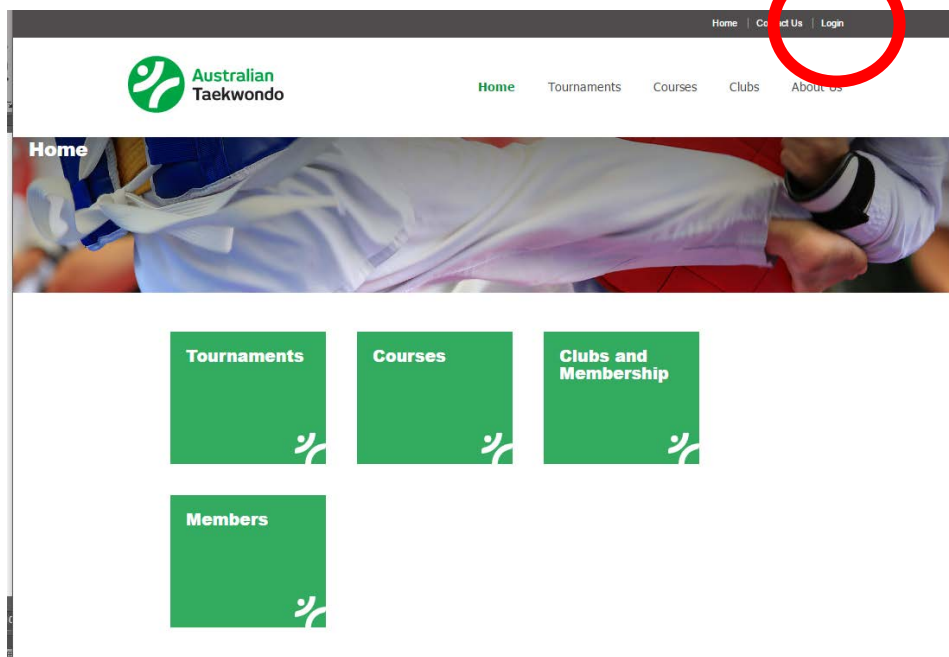 Home | Contact Us | Login
Australian
Taekwondo
Home Tournaments Courses Clubs About Us
Home
Tournaments
Courses
Clubs and
Membership
Members